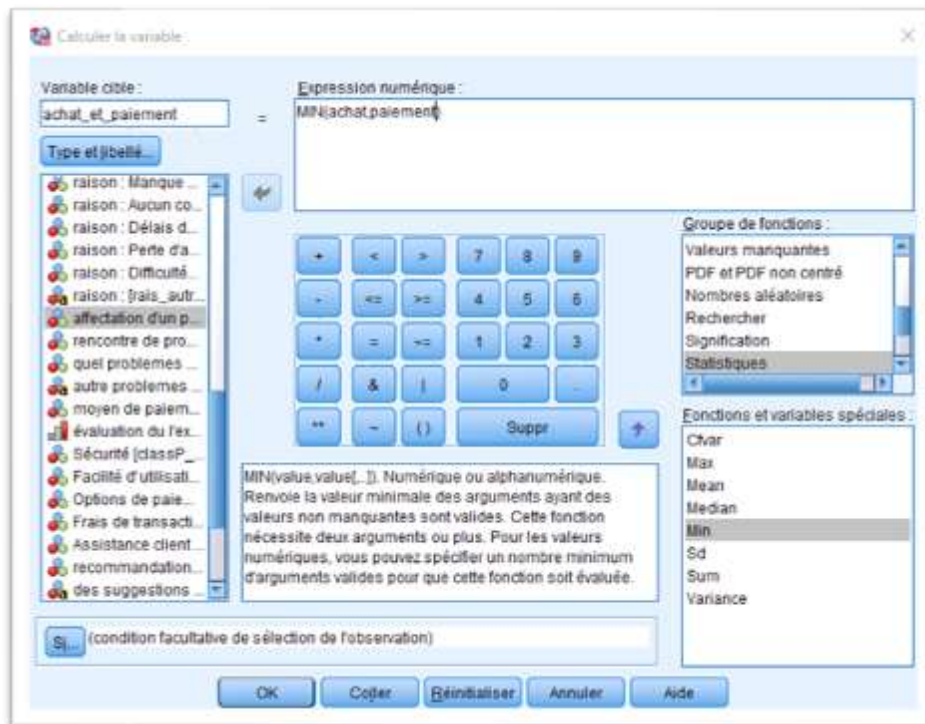 Calculer la variable
Variable cible :
achat_et_paiement
=
Expression numérique :
MIN(achat,paiement)
Type et libellé...
raison : Manque ...
raison : Aucun co...
raison : Délais d...
raison : Perte d'a...
raison : Difficulté...
raison : [rais_autr...
affectation d'un p...
rencontre de pro...
quel problemes ...
autre problemes ...
moyen de paiem...
évaluation du l'ex...
Sécurité [classP_...
Facilité d'utilisati...
Options de paie...
Frais de transacti...
Assistance client ...
recommandation...
des suggestions ...
+ < > 7 8 9
- <= >= 4 5 6
* = ~= 1 2 3
/ & | 0 .
** ~ () Suppr
Groupe de fonctions :
Valeurs manquantes
PDF et PDF non centré
Nombres aléatoires
Rechercher
Signification
Statistiques
Fonctions et variables spéciales :
Cfvar
Max
Mean
Median
Min
Sd
Sum
Variance
MIN(value,value[,..]). Numérique ou alphanumérique.
Renvoie la valeur minimale des arguments ayant des
valeurs non manquantes sont valides. Cette fonction
nécessite deux arguments ou plus. Pour les valeurs
numériques, vous pouvez spécifier un nombre minimum
d'arguments valides pour que cette fonction soit évaluée.
Si... (condition facultative de sélection de l'observation)
OK Coller Réinitialiser Annuler Aide